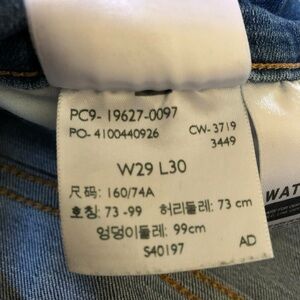 PC9- 19627-0097
PO- 4100440926 CW-3719
3449
W29 L30
尺码: 160/74A
호칭: 73 -99 허리둘레: 73 cm
엉덩이둘레: 99cm
S40197 AD
WAT